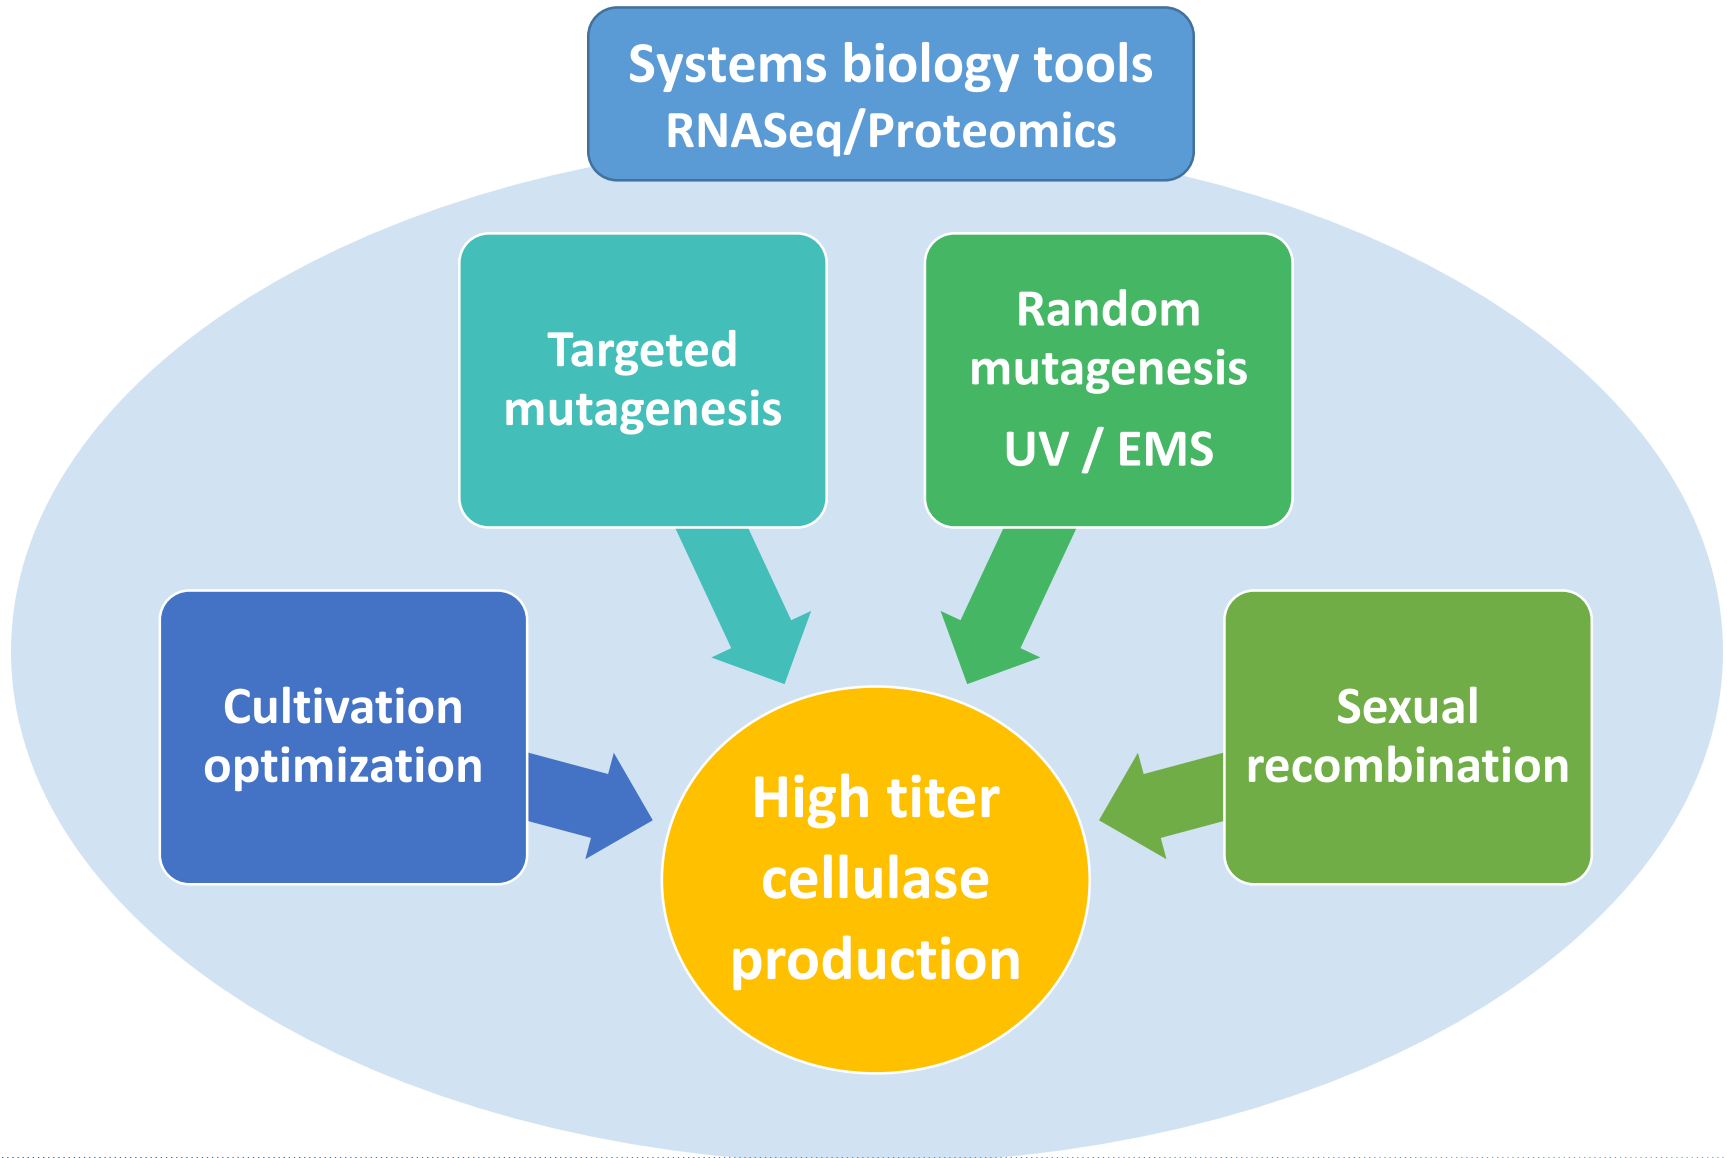 Systems biology tools
RNASeq/Proteomics
Targeted
mutagenesis
Random
mutagenesis
UV / EMS
Cultivation
optimization
Sexual
recombination
High titer
cellulase
production